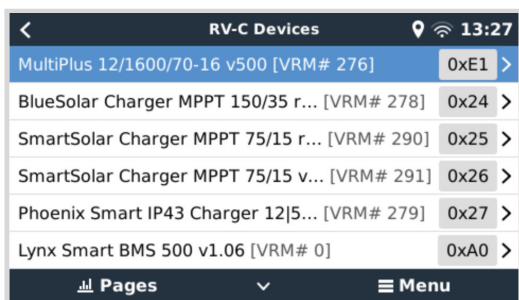 RV-C Devices 13:27
MultiPlus 12/1600/70-16 v500 [VRM# 276] 0xE1
BlueSolar Charger MPPT 150/35 r... [VRM# 278] 0x24
SmartSolar Charger MPPT 75/15 r... [VRM# 290] 0x25
SmartSolar Charger MPPT 75/15 v... [VRM# 291] 0x26
Phoenix Smart IP43 Charger 12|5... [VRM# 279] 0x27
Lynx Smart BMS 500 v1.06 [VRM# 0] 0xA0
Pages Menu